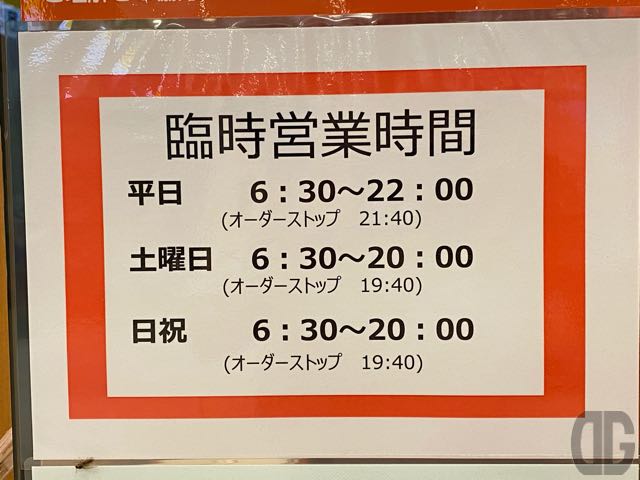 臨時営業時間
平日　6：30～22：00
(オーダーストップ　21:40)
土曜日　6：30～20：00
(オーダーストップ　19:40)
日祝　6：30～20：00
(オーダーストップ　19:40)
DG